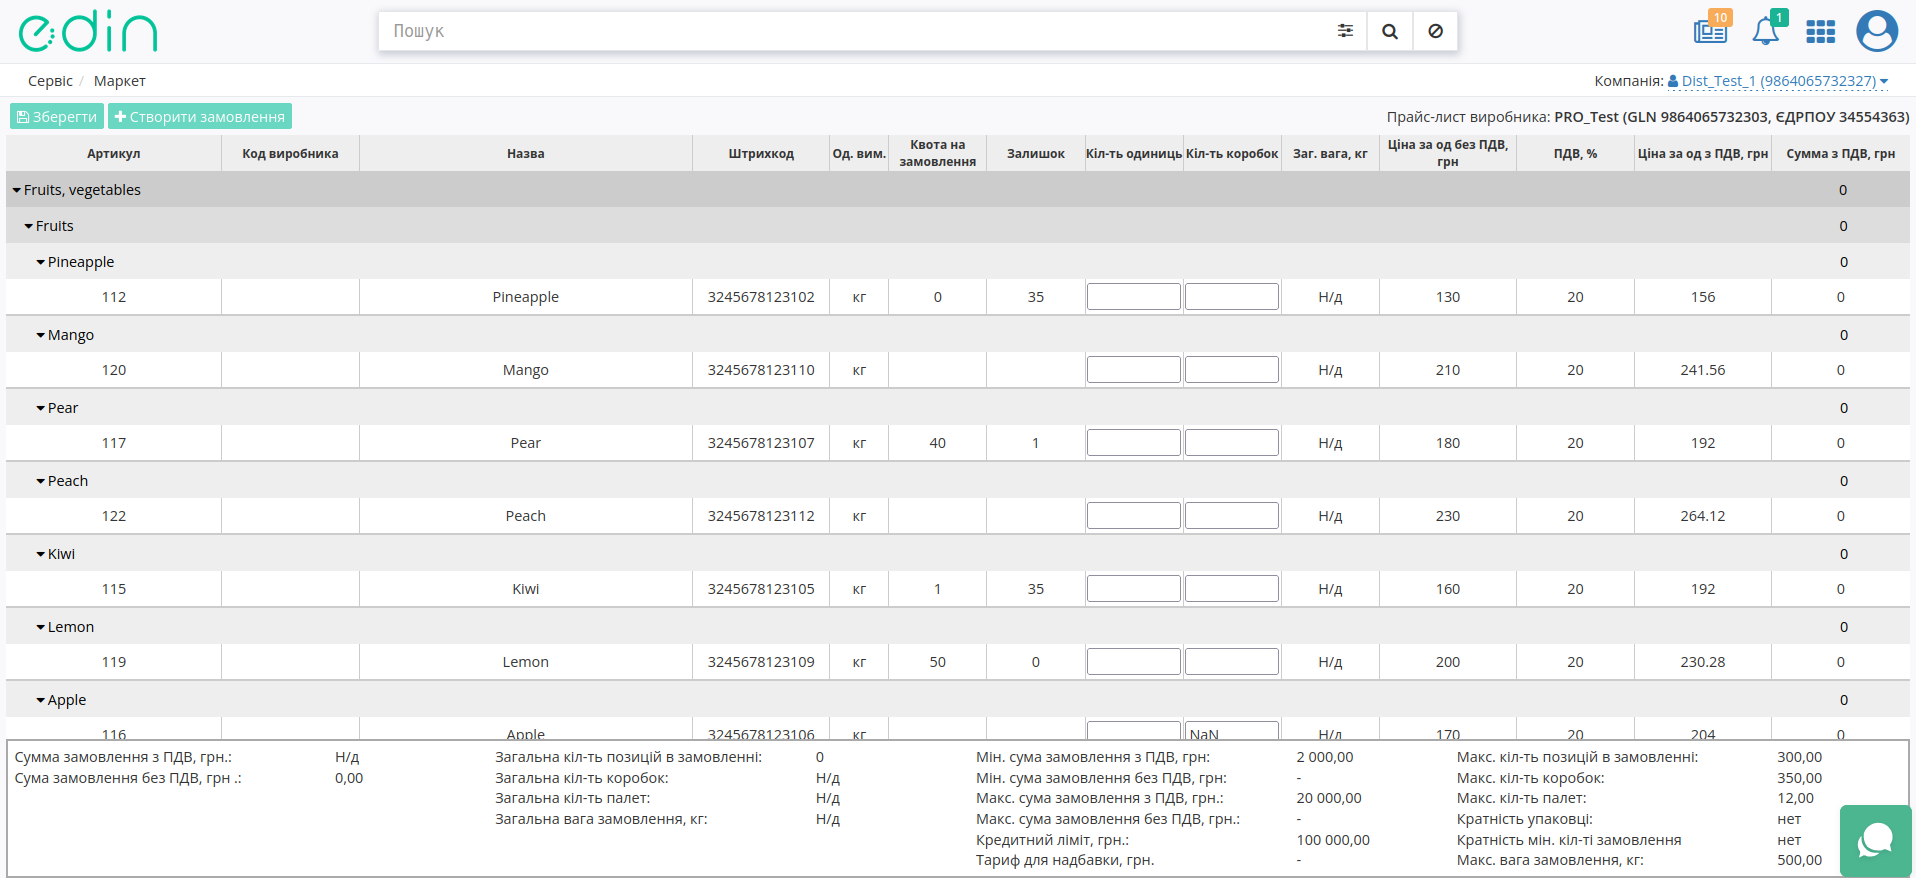 edin
Пошук
10
1
Сервіс / Маркет
Компанія: Dist_Test_1 (9864065732327)
Зберегти
Створити замовлення
Прайс-лист виробника: PRO_Test (GLN 9864065732303, ЄДРПОУ 34554363)
Артикул Код виробника Назва Штрихкод Од. вим. Квота на замовлення Залишок Кіл-ть одиниць Кіл-ть коробок Заг. вага, кг Ціна за од без ПДВ, грн ПДВ, % Ціна за од з ПДВ, грн Сумма з ПДВ, грн
Fruits, vegetables 0
Fruits 0
Pineapple 0
112 Pineapple 3245678123102 кг 0 35 Н/д 130 20 156 0
Mango 0
120 Mango 3245678123110 кг Н/д 210 20 241.56 0
Pear 0
117 Pear 3245678123107 кг 40 1 Н/д 180 20 192 0
Peach 0
122 Peach 3245678123112 кг Н/д 230 20 264.12 0
Kiwi 0
115 Kiwi 3245678123105 кг 1 35 Н/д 160 20 192 0
Lemon 0
119 Lemon 3245678123109 кг 50 0 Н/д 200 20 230.28 0
Apple 0
116 Apple 3245678123106 кг NaN Н/д 170 20 204 0
Сумма замовлення з ПДВ, грн.: Н/д
Сума замовлення без ПДВ, грн .: 0,00
Загальна кіл-ть позицій в замовленні: 0
Загальна кіл-ть коробок: Н/д
Загальна кіл-ть палет: Н/д
Загальна вага замовлення, кг: Н/д
Мін. сума замовлення з ПДВ, грн: 2 000,00
Мін. сума замовлення без ПДВ, грн: -
Макс. сума замовлення з ПДВ, грн.: 20 000,00
Макс. сума замовлення без ПДВ, грн.: -
Кредитний ліміт, грн.: 100 000,00
Тариф для надбавки, грн. -
Макс. кіл-ть позицій в замовленні: 300,00
Макс. кіл-ть коробок: 350,00
Макс. кіл-ть палет: 12,00
Кратність упаковці: нет
Кратність мін. кіл-ті замовлення нет
Макс. вага замовлення, кг: 500,00